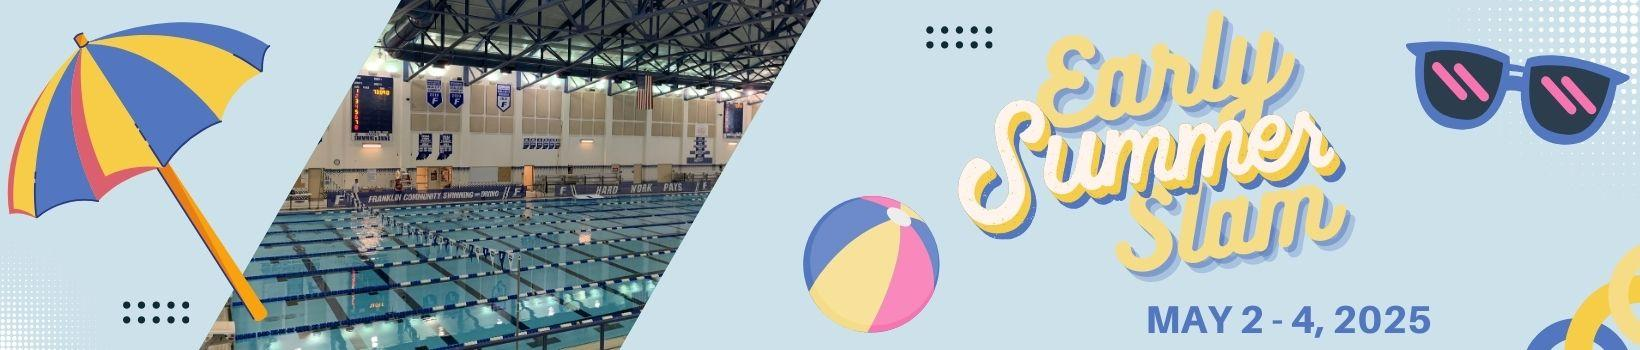 Early
Summer
Slam
MAY 2 - 4, 2025
F
F
F
FRANKLIN COMMUNITY SWIMMING AND DIVING
F
F
HARD WORK PAYS
F